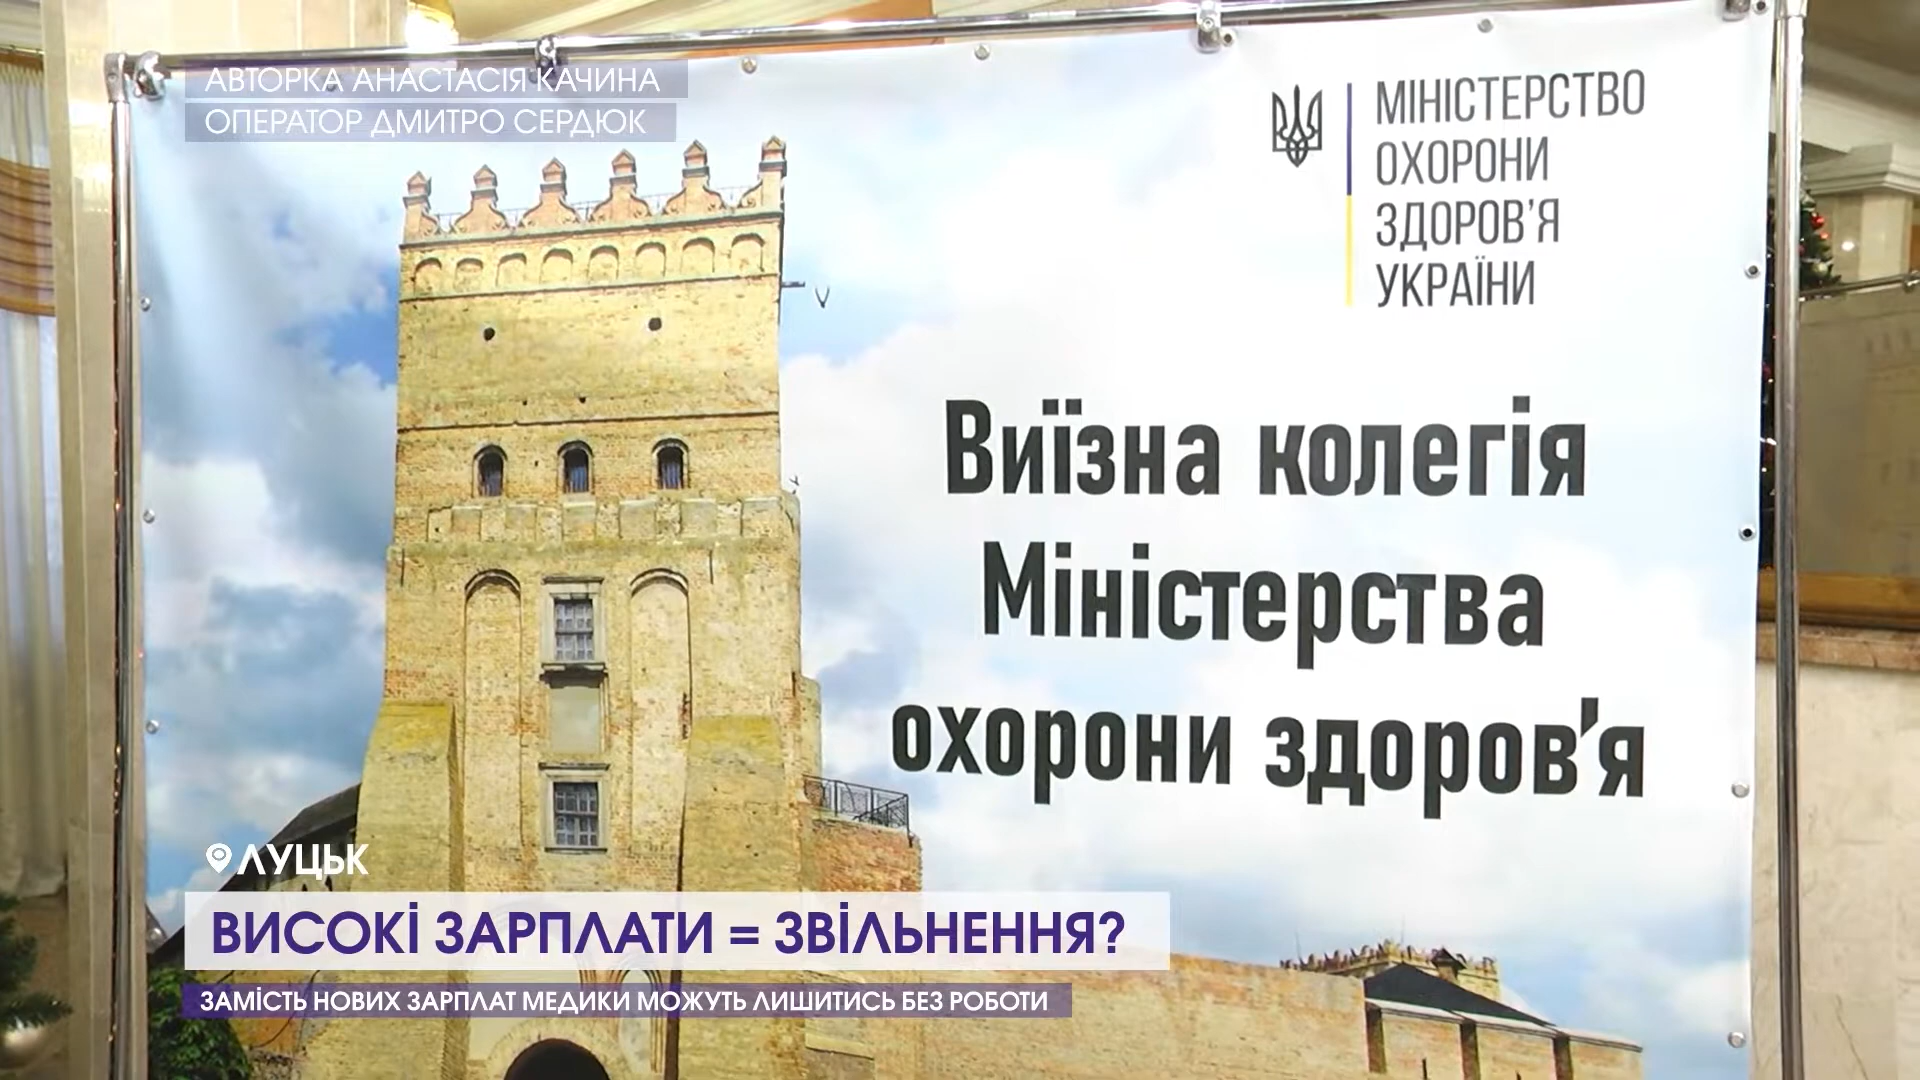 АВТОРКА АНАСТАСІЯ КАЧИНА
ОПЕРАТОР ДМИТРО СЕРДЮК
МІНІСТЕРСТВО
ОХОРОНИ
ЗДОРОВ'Я
УКРАЇНИ
Виїзна колегія
Міністерства
охорони здоров'я
ЛУЦЬК
ВИСОКІ ЗАРПЛАТИ = ЗВІЛЬНЕННЯ?
ЗАМІСТЬ НОВИХ ЗАРПЛАТ МЕДИКИ МОЖУТЬ ЛИШИТИСЬ БЕЗ РОБОТИ